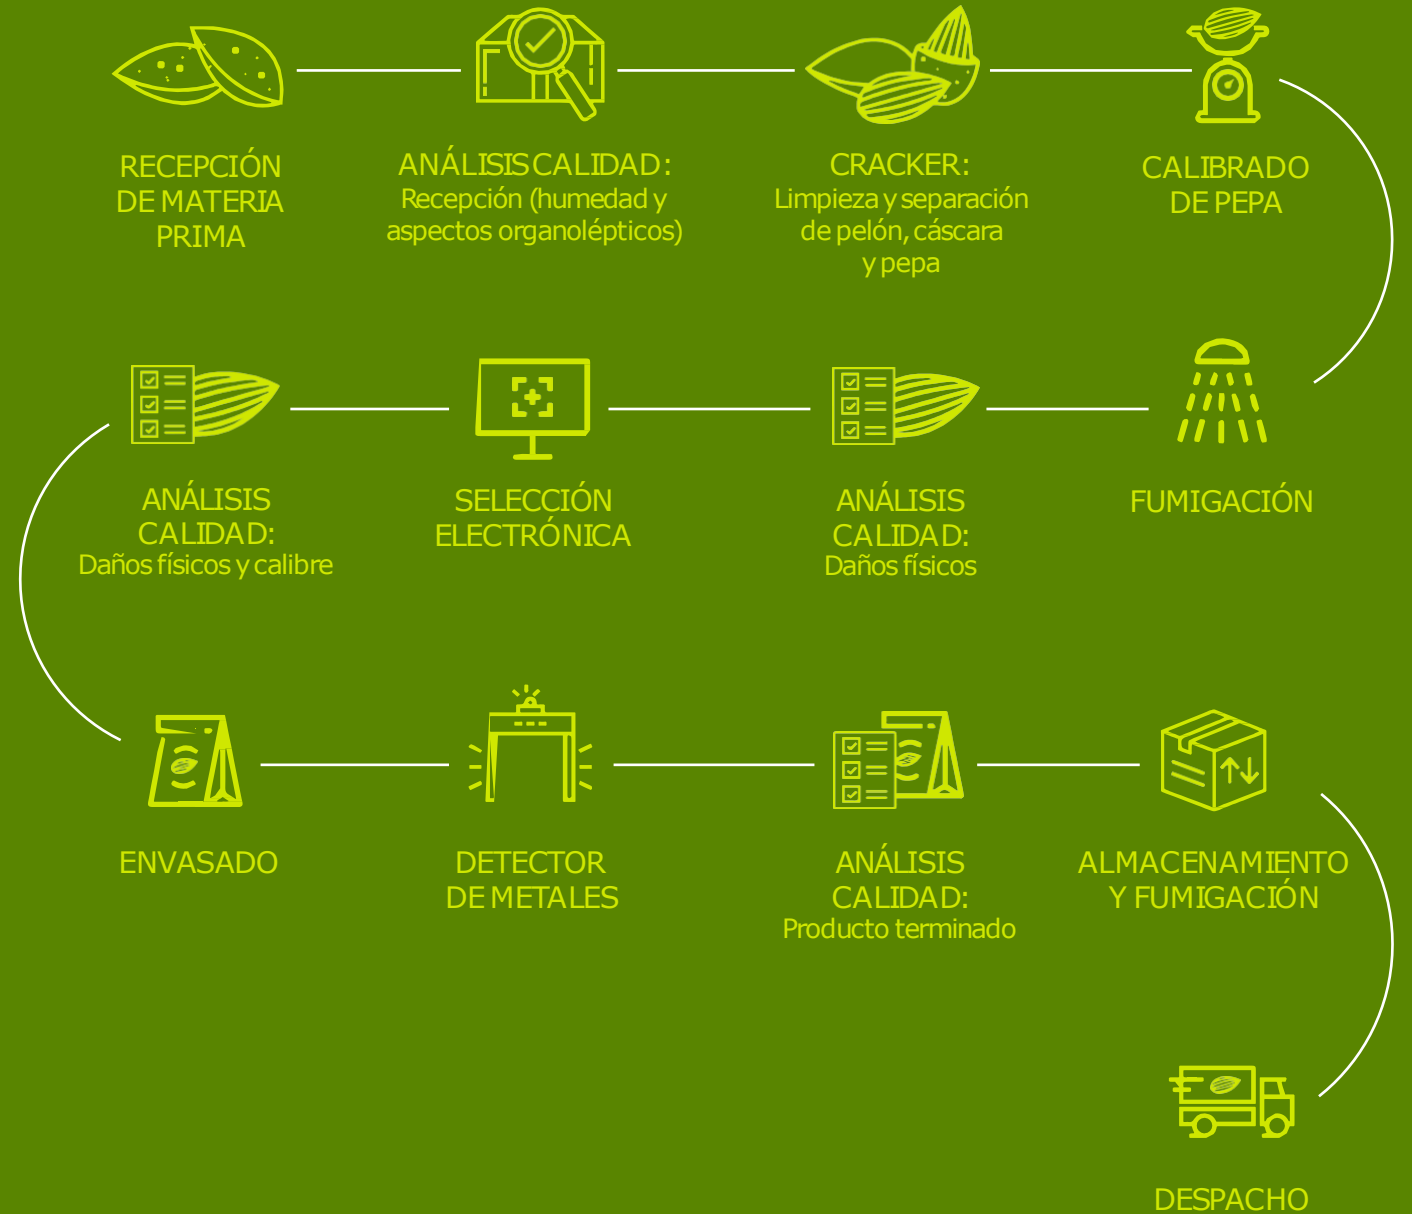 RECEPCIÓN
DE MATERIA
PRIMA
ANÁLISIS CALIDAD:
Recepción (humedad y
aspectos organolépticos)
CRACKER:
Limpieza y separación
de pelón, cáscara
y pepa
CALIBRADO
DE PEPA
FUMIGACIÓN
ANÁLISIS
CALIDAD:
Daños físicos
SELECCIÓN
ELECTRÓNICA
ANÁLISIS
CALIDAD:
Daños físicos y calibre
ENVASADO
DETECTOR
DE METALES
ANÁLISIS
CALIDAD:
Producto terminado
ALMACENAMIENTO
Y FUMIGACIÓN
DESPACHO